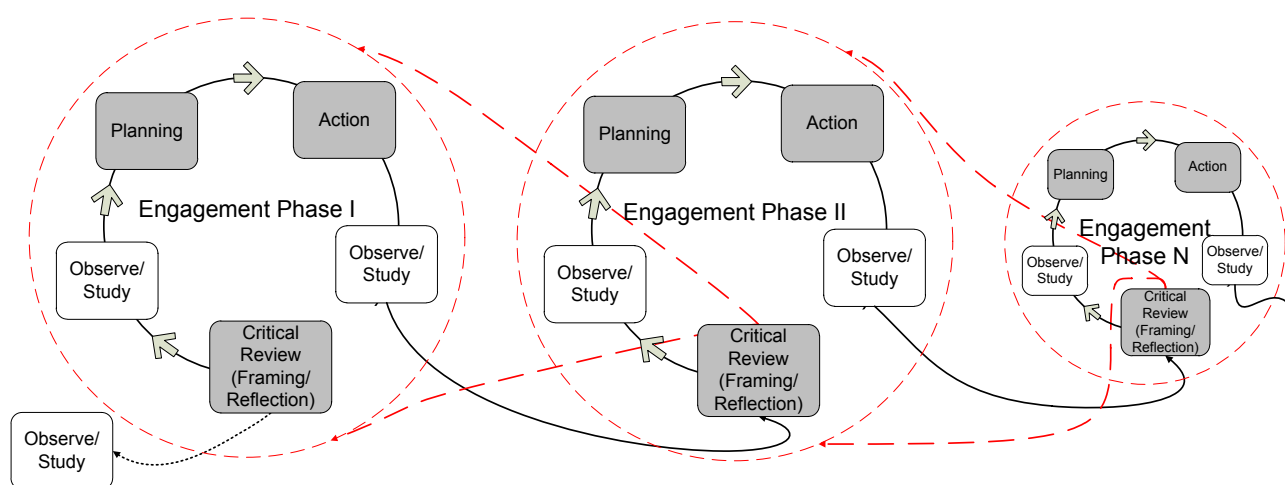 Planning
Action
Engagement Phase I
Observe/
Study
Observe/
Study
Critical
Review
(Framing/
Reflection)
Observe/
Study
Planning
Action
Engagement Phase II
Observe/
Study
Observe/
Study
Critical
Review
(Framing/
Reflection)
Planning
Action
Engagement
Phase N
Observe/
Study
Observe/
Study
Critical
Review
(Framing/
Reflection)